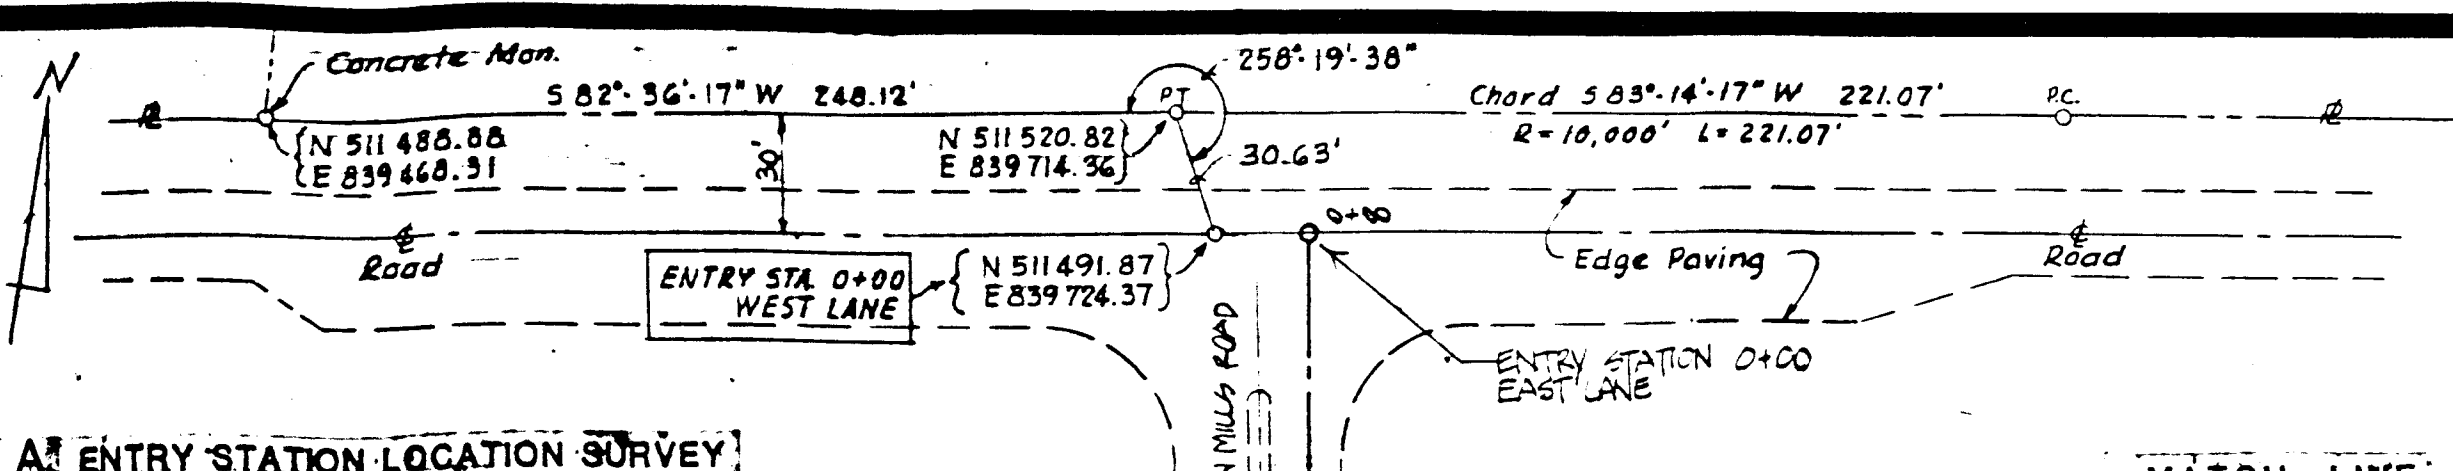 N
Concrete Mon.
S 82°-36'-17" W 248.12'
258°-19'-38"
P.T
Chord S 83°-14'-17" W 221.07'
R=10,000' L=221.07'
P.C.
N 511 488.88
E 839 468.31
30'
N 511 520.82
E 839 714.36
30.63'
0+00
Road
ENTRY STA. 0+00
WEST LANE
N 511 491.87
E 839 724.37
Edge Paving
Road
ENTRY STATION 0+00
EAST LANE
MILLS ROAD
A. ENTRY STATION LOCATION SURVEY